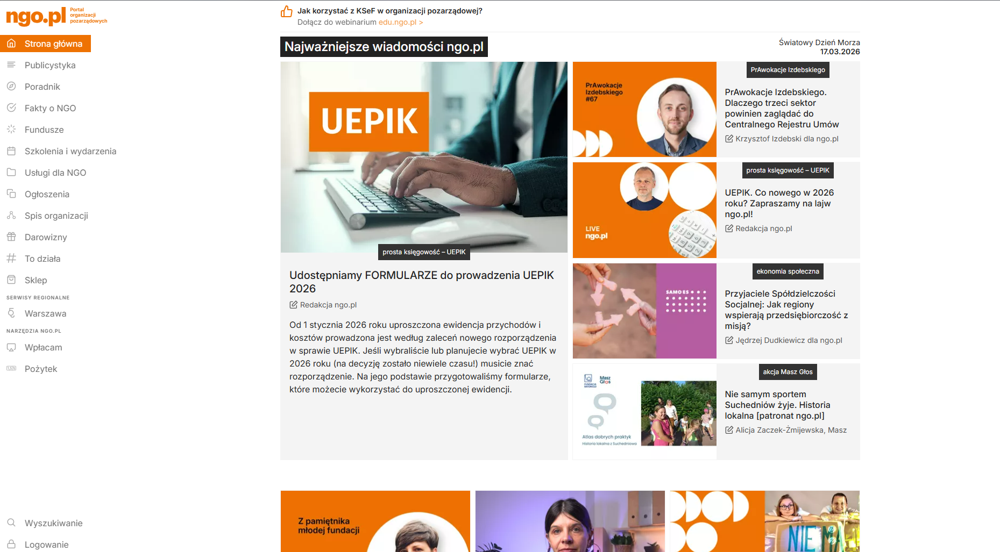 ngo.pl
Portal
organizacji
pozarządowych
Strona główna
Publicystyka
Poradnik
Fakty o NGO
Fundusze
Szkolenia i wydarzenia
Usługi dla NGO
Ogłoszenia
Spis organizacji
Darowizny
To działa
Sklep
SERWISY REGIONALNE
Warszawa
NARZĘDZIA NGO.PL
Wpłacam
Pożytek
Wyszukiwanie
Logowanie
Jak korzystać z KSeF w organizacji pozarządowej?
Dołącz do webinarium edu.ngo.pl >
Najważniejsze wiadomości ngo.pl
Światowy Dzień Morza
17.03.2026
UEPIK
prosta księgowość – UEPIK
Udostępniamy FORMULARZE do prowadzenia UEPIK
2026
Redakcja ngo.pl
Od 1 stycznia 2026 roku uproszczona ewidencja przychodów i
kosztów prowadzona jest według zaleceń nowego rozporządzenia
w sprawie UEPIK. Jeśli wybraliście lub planujecie wybrać UEPIK w
2026 roku (na decyzję zostało niewiele czasu!) musicie znać
rozporządzenie. Na jego podstawie przygotowaliśmy formularze,
które możecie wykorzystać do uproszczonej ewidencji.
PrAwokacje
Izdebskiego
#67
PrAwokacje Izdebskiego
PrAwokacje Izdebskiego.
Dlaczego trzeci sektor
powinien zaglądać do
Centralnego Rejestru Umów
Krzysztof Izdebski dla ngo.pl
LIVE
ngo.pl
prosta księgowość – UEPIK
UEPIK. Co nowego w 2026
roku? Zapraszamy na lajw
ngo.pl!
Redakcja ngo.pl
SAMOES
ekonomia społeczna
Przyjaciele Spółdzielczości
Socjalnej: Jak regiony
wspierają przedsiębiorczość z
misją?
Jędrzej Dudkiewicz dla ngo.pl
FUNDACJA
BATOREGO
Masz
Głos
Atlas dobrych praktyk
Historia lokalna z Suchedniowa
akcja Masz Głos
Nie samym sportem
Suchedniów żyje. Historia
lokalna [patronat ngo.pl]
Alicja Zaczek-Żmijewska, Masz
Z pamiętnika
młodej fundacji
NIE MA